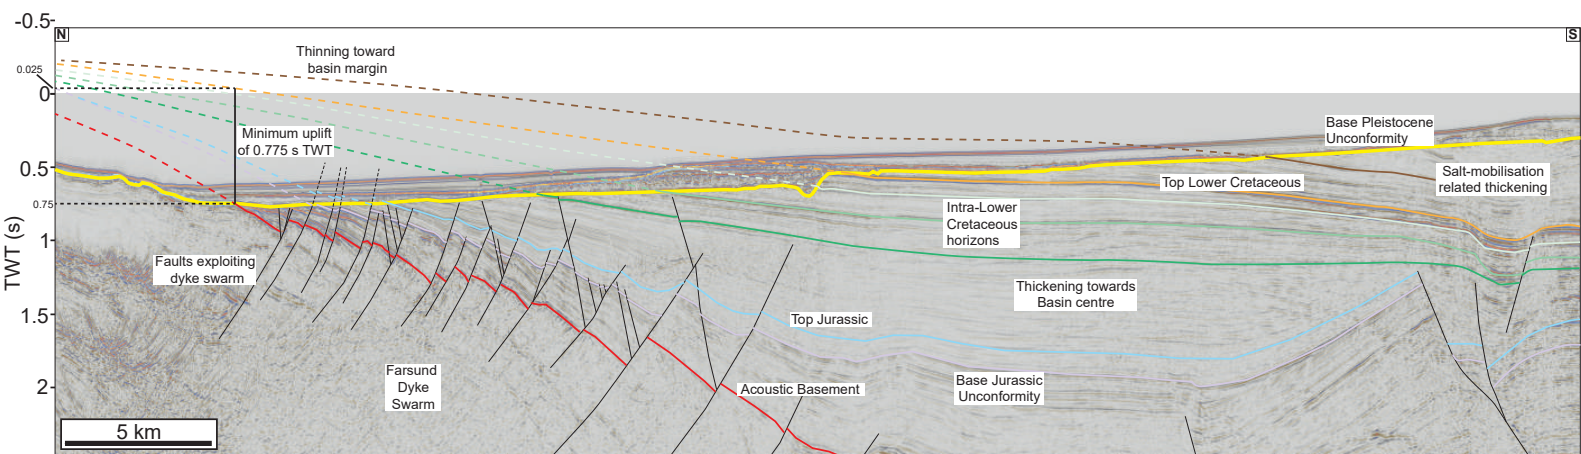 -0.5
N
S
Thinning toward
basin margin
0.025
0
Minimum uplift
of 0.775 s TWT
Base Pleistocene
Unconformity
0.5
Top Lower Cretaceous
Salt-mobilisation
related thickening
0.75
Intra-Lower
Cretaceous
horizons
TWT (s)
1
Faults exploiting
dyke swarm
Thickening towards
Basin centre
1.5
Top Jurassic
Farsund
Dyke
Swarm
2
Acoustic Basement
Base Jurassic
Unconformity
5 km